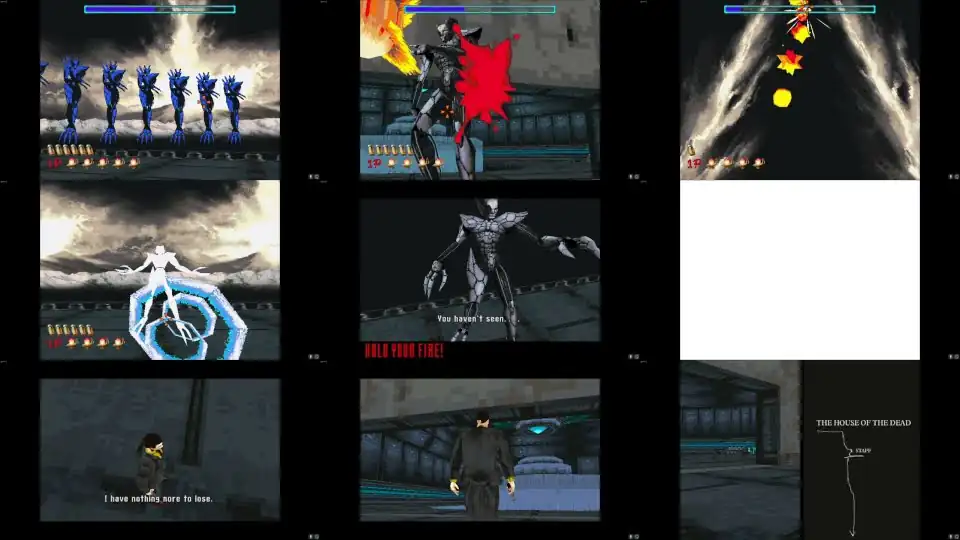 1P
1P
1P
1P
You haven't seen. .
HOLD YOUR FIRE!
I have nothing more to lose.
THE HOUSE OF THE DEAD
STAFF